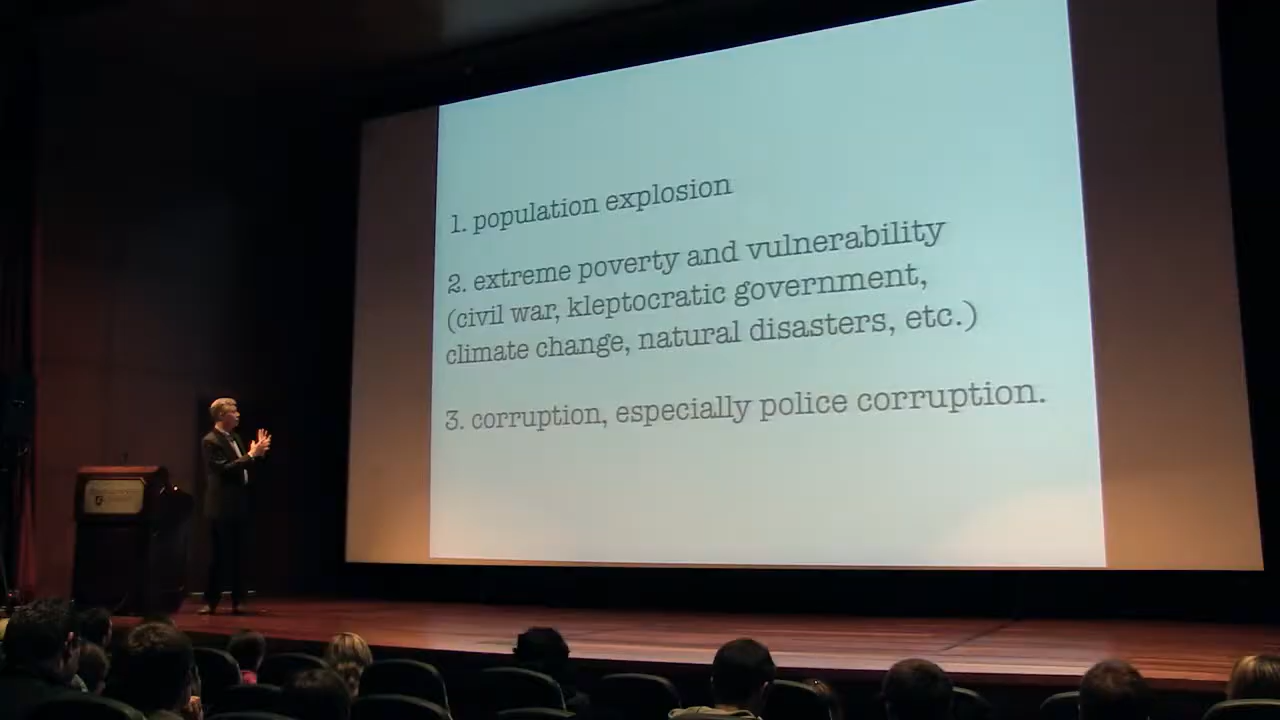 1. population explosion
2. extreme poverty and vulnerability
(civil war, kleptocratic government,
climate change, natural disasters, etc.)
3. corruption, especially police corruption.